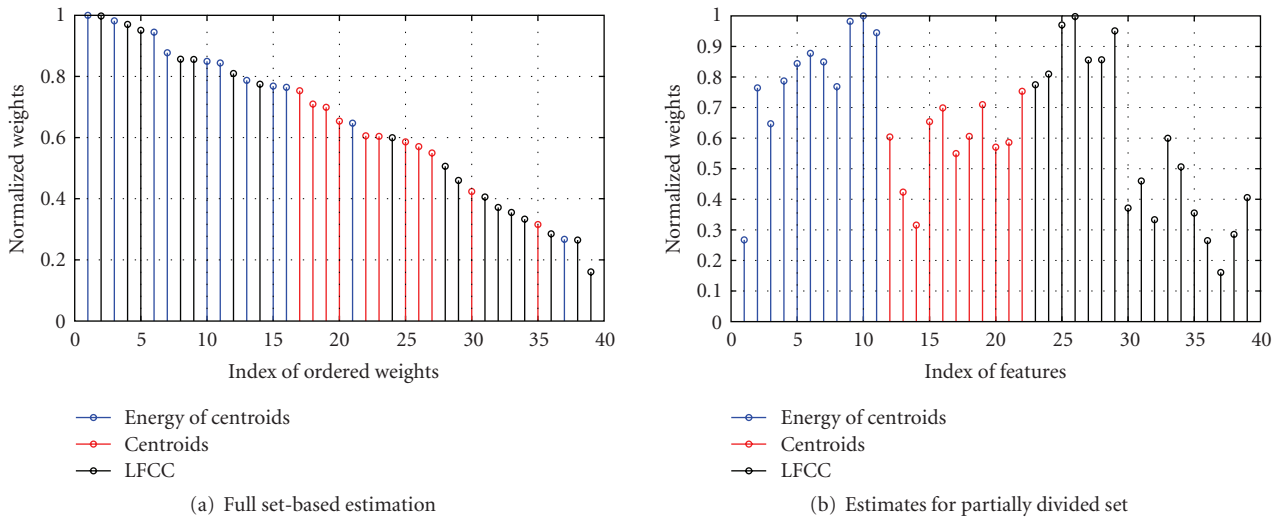 1
0.8
0.6
0.4
0.2
0
0 5 10 15 20 25 30 35 40
Normalized weights
Index of ordered weights
Energy of centroids
Centroids
LFCC
(a) Full set-based estimation
1
0.9
0.8
0.7
0.6
0.5
0.4
0.3
0.2
0.1
0
0 5 10 15 20 25 30 35 40
Normalized weights
Index of features
Energy of centroids
Centroids
LFCC
(b) Estimates for partially divided set